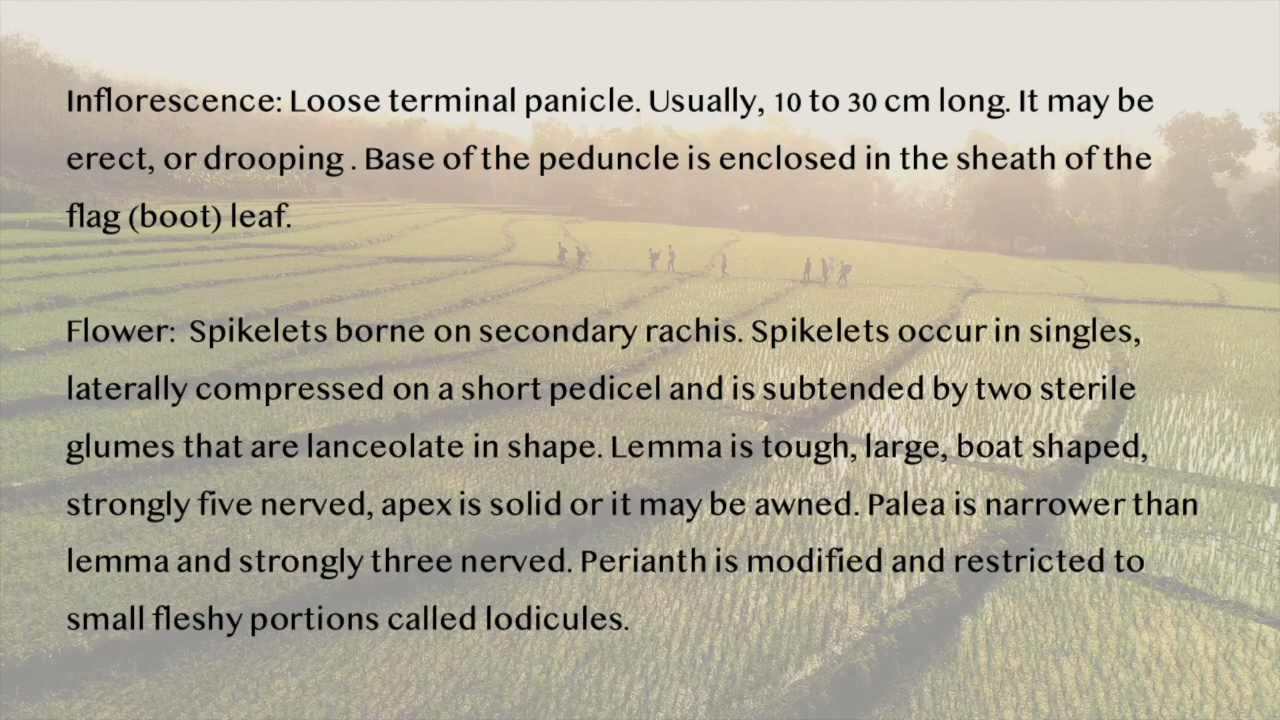 Inflorescence: Loose terminal panicle. Usually, 10 to 30 cm long. It may be
erect, or drooping . Base of the peduncle is enclosed in the sheath of the
flag (boot) leaf.
Flower:  Spikelets borne on secondary rachis. Spikelets occur in singles,
laterally compressed on a short pedicel and is subtended by two sterile
glumes that are lanceolate in shape. Lemma is tough, large, boat shaped,
strongly five nerved, apex is solid or it may be awned. Palea is narrower than
lemma and strongly three nerved. Perianth is modified and restricted to
small fleshy portions called lodicules.